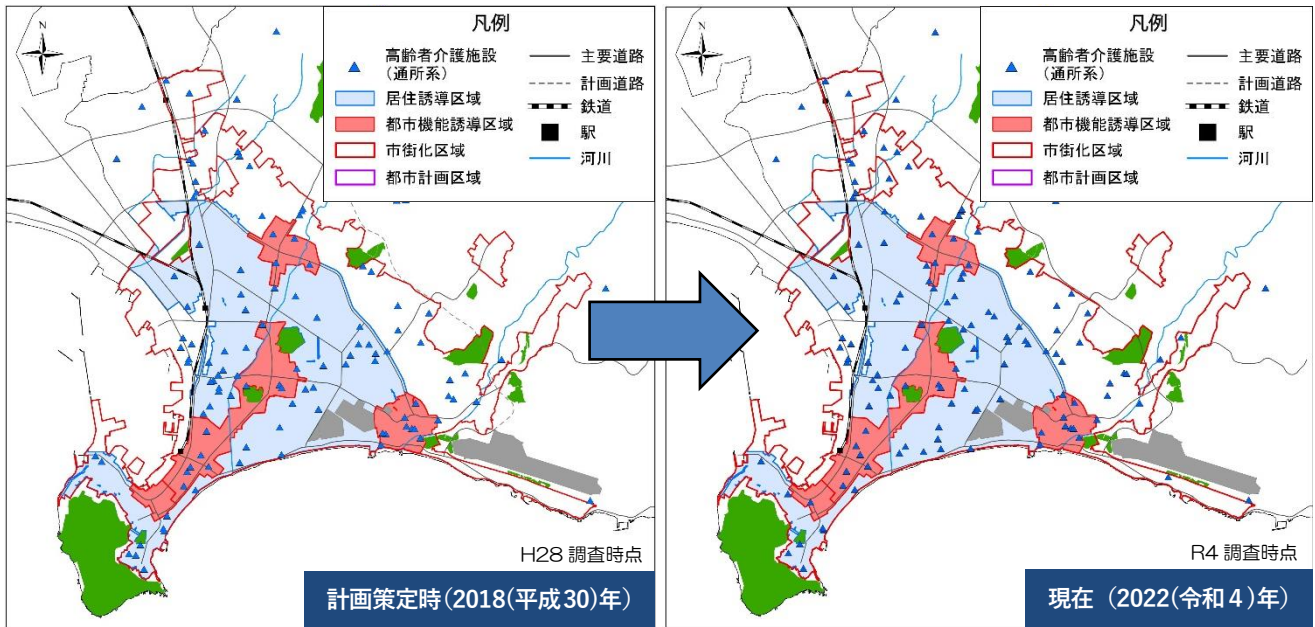 N
凡例
高齢者介護施設
(通所系)
居住誘導区域
都市機能誘導区域
市街化区域
都市計画区域
主要道路
計画道路
鉄道
駅
河川
H28 調査時点
計画策定時(2018(平成30)年)
N
凡例
高齢者介護施設
(通所系)
居住誘導区域
都市機能誘導区域
市街化区域
都市計画区域
主要道路
計画道路
鉄道
駅
河川
R4 調査時点
現在（2022(令和４)年）